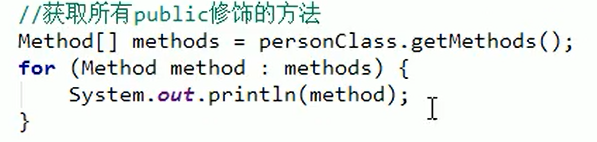 //获取所有public修饰的方法
Method[] methods = personClass.getMethods();
for (Method method : methods) {
    System.out.println(method);
}